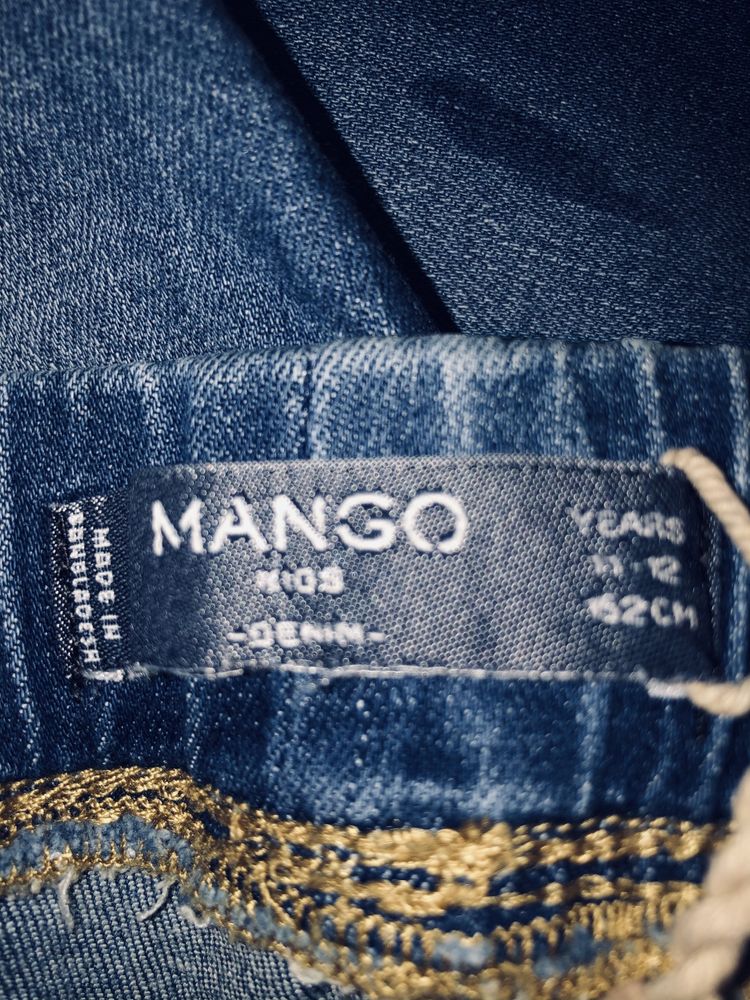 MANGO
KIDS
-DENIM-
YEARS
11-12
152CM
MADE IN
BANGLADESH